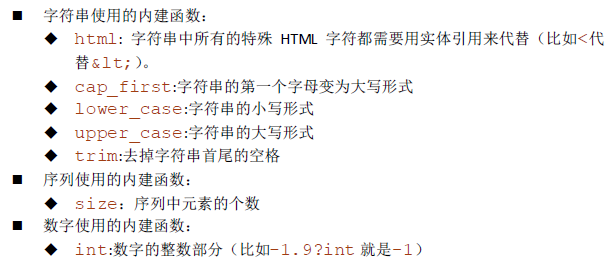 ■ 字符串使用的内建函数：
◆ html: 字符串中所有的特殊 HTML 字符都需要用实体引用来代替（比如<代
替&lt;）。
◆ cap_first:字符串的第一个字母变为大写形式
◆ lower_case:字符串的小写形式
◆ upper_case:字符串的大写形式
◆ trim:去掉字符串首尾的空格
■ 序列使用的内建函数：
◆ size：序列中元素的个数
■ 数字使用的内建函数：
◆ int:数字的整数部分（比如-1.9?int 就是-1）